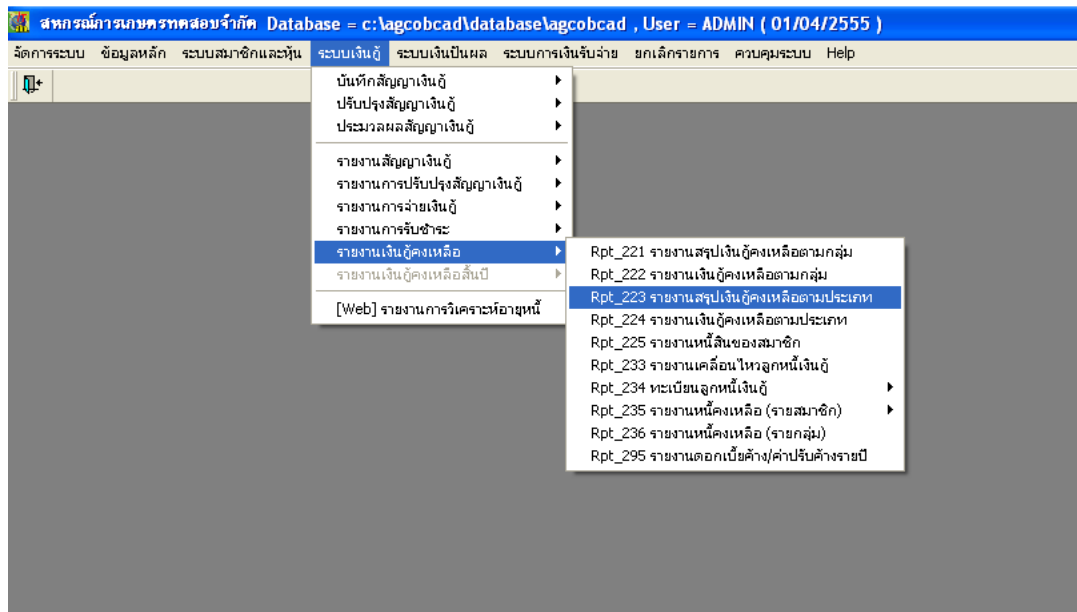 สหกรณ์การเกษตรทดสอบจำกัด Database = c:\agcobcad\database\agcobcad , User = ADMIN ( 01/04/2555 )
จัดการระบบ ข้อมูลหลัก ระบบสมาชิกและหุ้น ระบบเงินกู้ ระบบเงินปันผล ระบบการเงินรับจ่าย ยกเลิกรายการ ควบคุมระบบ Help
บันทึกสัญญาเงินกู้
ปรับปรุงสัญญาเงินกู้
ประมวลผลสัญญาเงินกู้
รายงานสัญญาเงินกู้
รายงานการปรับปรุงสัญญาเงินกู้
รายงานการจ่ายเงินกู้
รายงานการรับชำระ
รายงานเงินกู้คงเหลือ
รายงานเงินกู้คงเหลือสิ้นปี
[Web] รายงานการวิเคราะห์อายุหนี้
Rpt_221 รายงานสรุปเงินกู้คงเหลือตามกลุ่ม
Rpt_222 รายงานเงินกู้คงเหลือตามกลุ่ม
Rpt_223 รายงานสรุปเงินกู้คงเหลือตามประเภท
Rpt_224 รายงานเงินกู้คงเหลือตามประเภท
Rpt_225 รายงานหนี้สินของสมาชิก
Rpt_233 รายงานเคลื่อนไหวลูกหนี้เงินกู้
Rpt_234 ทะเบียนลูกหนี้เงินกู้
Rpt_235 รายงานหนี้คงเหลือ (รายสมาชิก)
Rpt_236 รายงานหนี้คงเหลือ (รายกลุ่ม)
Rpt_295 รายงานดอกเบี้ยค้าง/ค่าปรับค้างรายปี